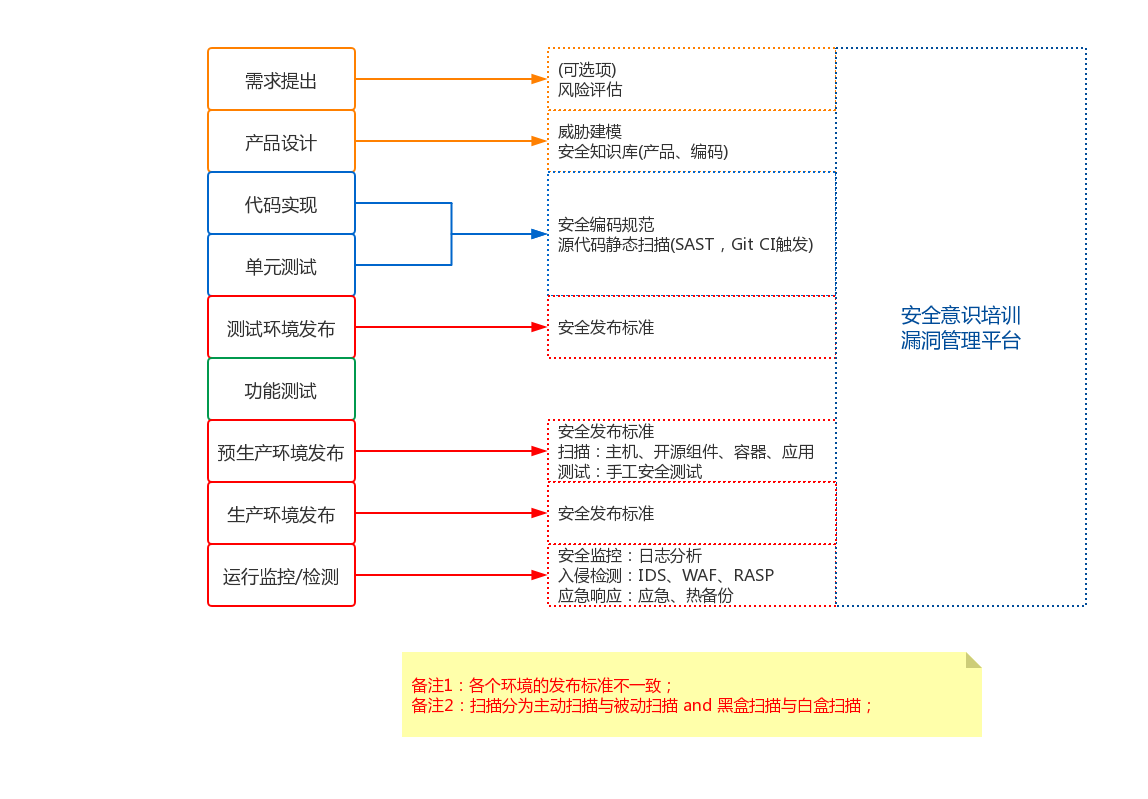 需求提出
(可选项)
风险评估
产品设计
威胁建模
安全知识库(产品、编码)
代码实现
单元测试
安全编码规范
源代码静态扫描(SAST，Git CI触发)
测试环境发布
安全发布标准
功能测试
预生产环境发布
安全发布标准
扫描：主机、开源组件、容器、应用
测试：手工安全测试
生产环境发布
安全发布标准
运行监控/检测
安全监控：日志分析
入侵检测：IDS、WAF、RASP
应急响应：应急、热备份
安全意识培训
漏洞管理平台
备注1：各个环境的发布标准不一致；
备注2：扫描分为主动扫描与被动扫描 and 黑盒扫描与白盒扫描；